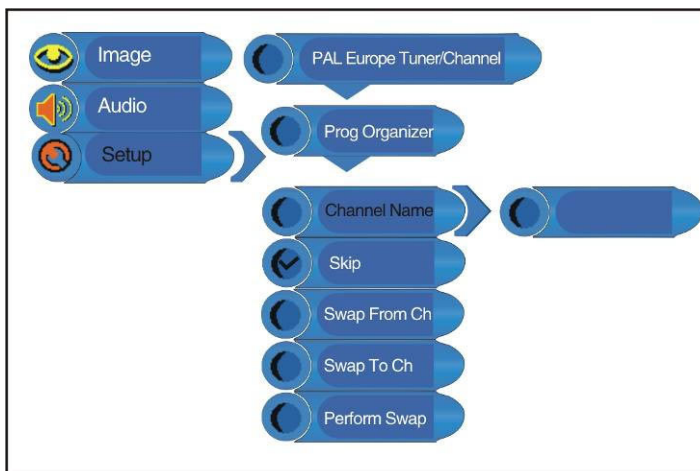 Image
PAL Europe Tuner/Channel
Audio
Prog Organizer
Setup
Channel Name
Skip
Swap From Ch
Swap To Ch
Perform Swap